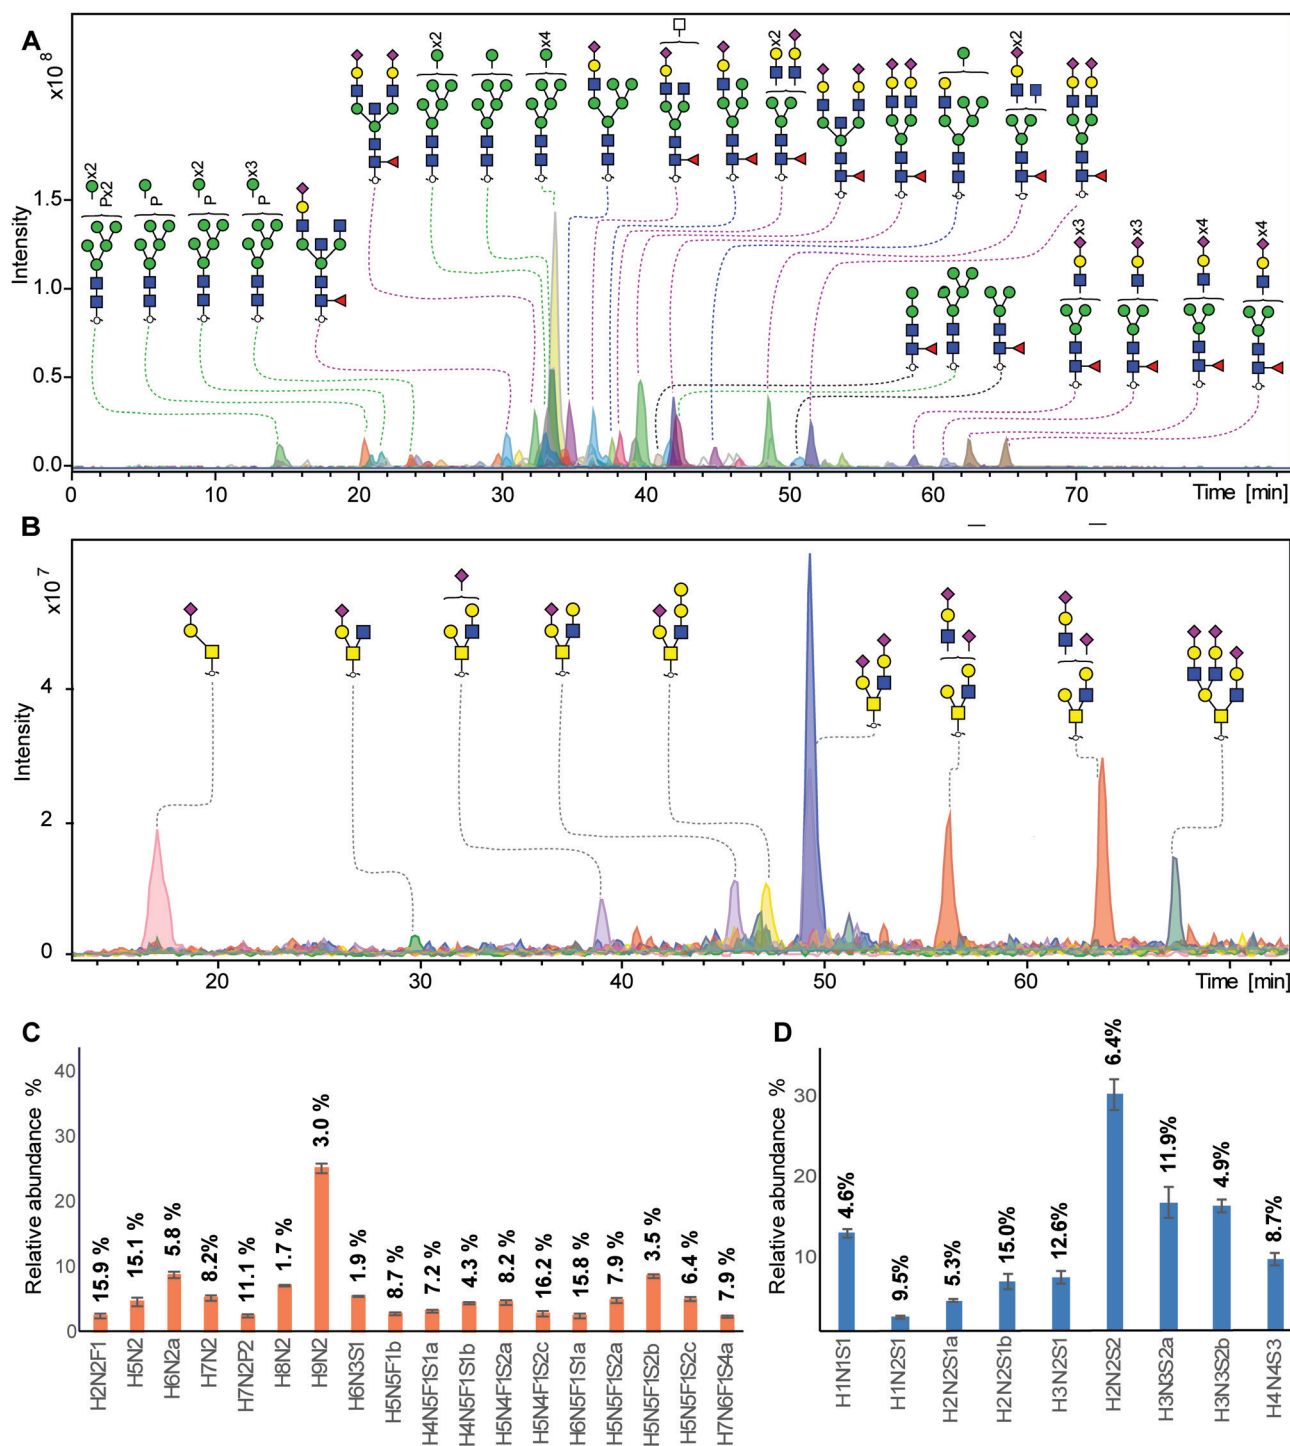 A
x10^8
Intensity
1.5
1.0
0.5
0.0
x2
Px2
P
x2
P
x3
P
x2
x4
x2
x2
x3
x3
x4
x4
0 10 20 30 40 50 60 70 Time [min]
B
x10^7
Intensity
4
2
0
20 30 40 50 60 Time [min]
C
Relative abundance %
40
30
20
10
0
15.9 %
15.1 %
5.8 %
8.2%
11.1 %
1.7 %
3.0 %
1.9 %
8.7 %
7.2 %
4.3 %
8.2 %
16.2 %
15.8 %
7.9 %
3.5 %
6.4 %
7.9 %
H2N2F1
H5N2
H6N2a
H7N2
H7N2P2
H8N2
H9N2
H6N3S1
H5N5F1b
H4N5F1S1a
H4N5F1S1b
H5N4F1S2a
H5N4F1S2c
H6N5F1S1a
H5N5F1S2a
H5N5F1S2b
H5N5F1S2c
H7N6F1S4a
D
Relative abundance %
30
20
10
4.6%
9.5%
5.3%
15.0%
12.6%
6.4%
11.9%
4.9%
8.7%
H1N1S1
H1N2S1
H2N2S1a
H2N2S1b
H3N2S1
H2N2S2
H3N3S2a
H3N3S2b
H4N4S3